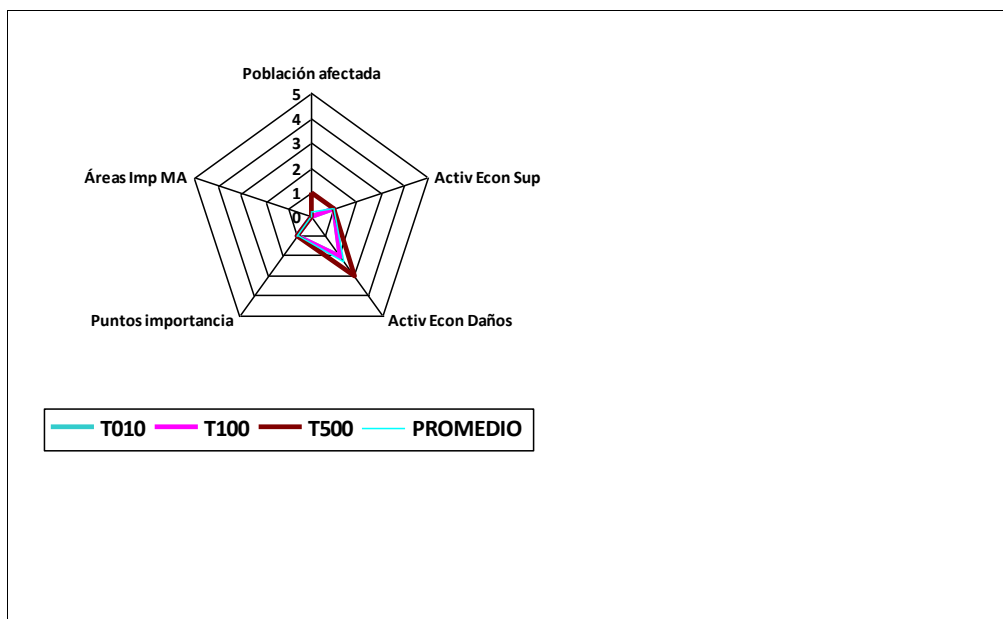 Población afectada
5
4
3
2
1
0
Áreas Imp MA
Activ Econ Sup
Puntos importancia
Activ Econ Daños
T010 T100 T500 PROMEDIO